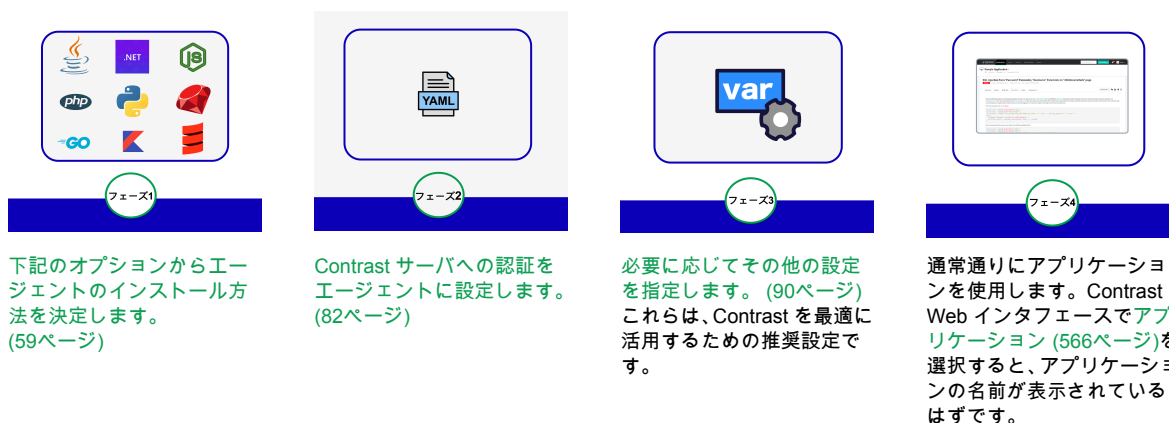 .NET
JS
php
GO
フェーズ1
下記のオプションからエー
ジェントのインストール方
法を決定します。
(59ページ)
YAML
フェーズ2
Contrast サーバへの認証を
エージェントに設定します。
(82ページ)
var
フェーズ3
必要に応じてその他の設定
を指定します。 (90ページ)
これらは、Contrast を最適に
活用するための推奨設定で
す。
フェーズ4
通常通りにアプリケーショ
ンを使用します。Contrast
Web インタフェースでアプ
リケーション (566ページ)を
選択すると、アプリケーショ
ンの名前が表示されている
はずです。